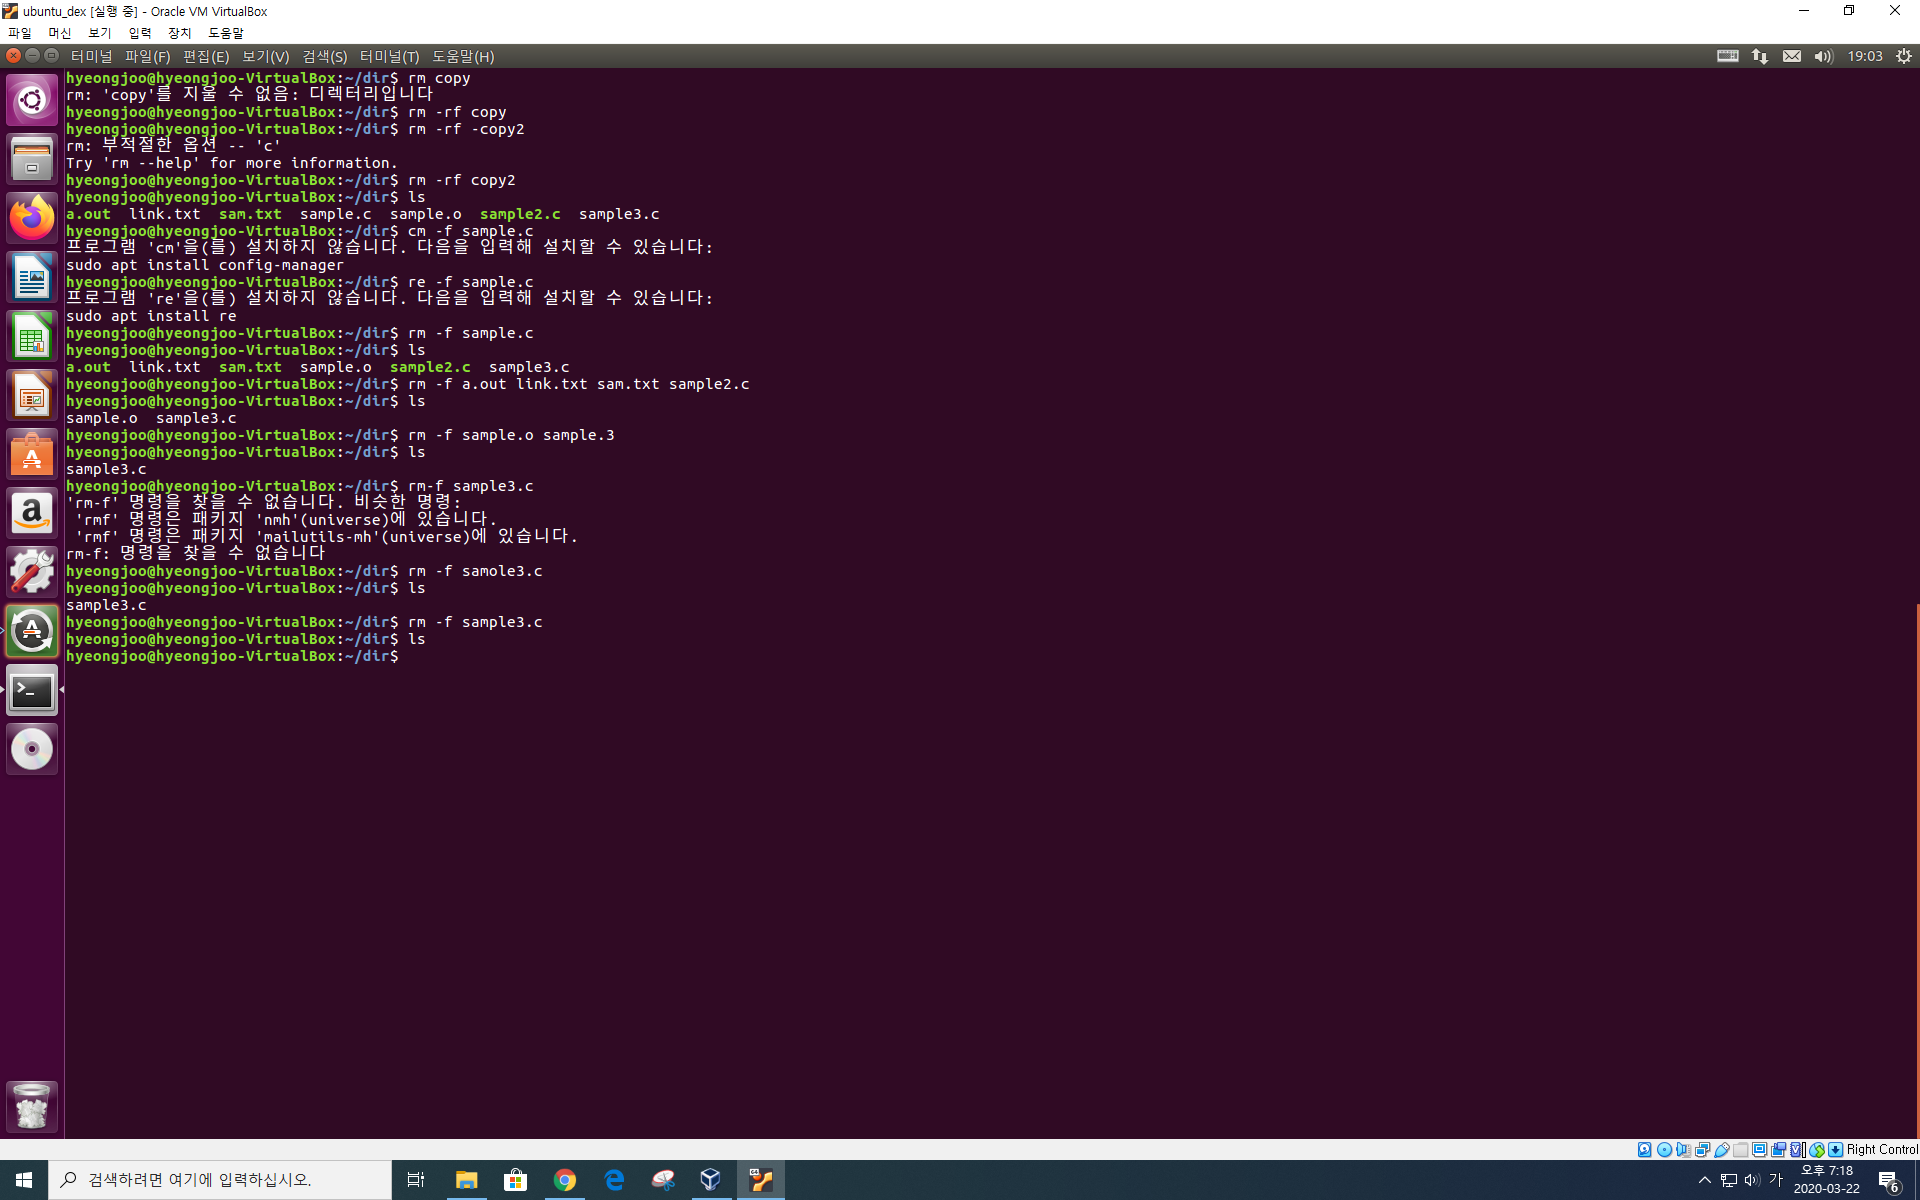 ubuntu_dex [실행 중] - Oracle VM VirtualBox
파일 머신 보기 입력 장치 도움말
터미널 파일(F) 편집(E) 보기(V) 검색(S) 터미널(T) 도움말(H) 19:03
hyeongjoo@hyeongjoo-VirtualBox:~/dir$ rm copy
rm: 'copy'를 지울 수 없음: 디렉터리입니다
hyeongjoo@hyeongjoo-VirtualBox:~/dir$ rm -rf copy
hyeongjoo@hyeongjoo-VirtualBox:~/dir$ rm -rf -copy2
rm: 부적절한 옵션 -- 'c'
Try 'rm --help' for more information.
hyeongjoo@hyeongjoo-VirtualBox:~/dir$ rm -rf copy2
hyeongjoo@hyeongjoo-VirtualBox:~/dir$ ls
a.out  link.txt  sam.txt  sample.c  sample.o  sample2.c  sample3.c
hyeongjoo@hyeongjoo-VirtualBox:~/dir$ cm -f sample.c
프로그램 'cm'을(를) 설치하지 않습니다. 다음을 입력해 설치할 수 있습니다:
sudo apt install config-manager
hyeongjoo@hyeongjoo-VirtualBox:~/dir$ re -f sample.c
프로그램 're'을(를) 설치하지 않습니다. 다음을 입력해 설치할 수 있습니다:
sudo apt install re
hyeongjoo@hyeongjoo-VirtualBox:~/dir$ rm -f sample.c
hyeongjoo@hyeongjoo-VirtualBox:~/dir$ ls
a.out  link.txt  sam.txt  sample.o  sample2.c  sample3.c
hyeongjoo@hyeongjoo-VirtualBox:~/dir$ rm -f a.out link.txt sam.txt sample2.c
hyeongjoo@hyeongjoo-VirtualBox:~/dir$ ls
sample.o  sample3.c
hyeongjoo@hyeongjoo-VirtualBox:~/dir$ rm -f sample.o sample.3
hyeongjoo@hyeongjoo-VirtualBox:~/dir$ ls
sample3.c
hyeongjoo@hyeongjoo-VirtualBox:~/dir$ rm-f sample3.c
'rm-f' 명령을 찾을 수 없습니다. 비슷한 명령:
 'rmf' 명령은 패키지 'nmh'(universe)에 있습니다.
 'rmf' 명령은 패키지 'mailutils-mh'(universe)에 있습니다.
rm-f: 명령을 찾을 수 없습니다
hyeongjoo@hyeongjoo-VirtualBox:~/dir$ rm -f samole3.c
hyeongjoo@hyeongjoo-VirtualBox:~/dir$ ls
sample3.c
hyeongjoo@hyeongjoo-VirtualBox:~/dir$ rm -f sample3.c
hyeongjoo@hyeongjoo-VirtualBox:~/dir$ ls
hyeongjoo@hyeongjoo-VirtualBox:~/dir$
Right Control
검색하려면 여기에 입력하십시오.
가
오후 7:18
2020-03-22
6